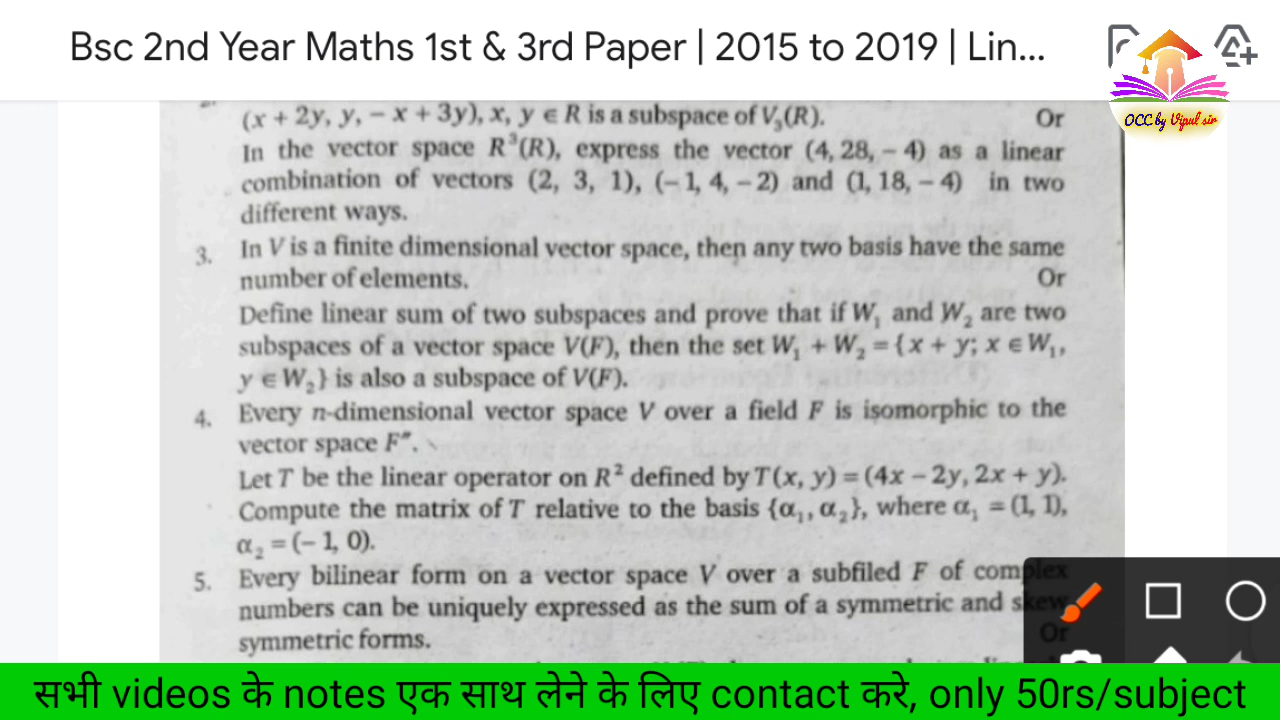 Bsc 2nd Year Maths 1st & 3rd Paper | 2015 to 2019 | Lin...
OCC by Vipul sir
(x + 2y, y, – x + 3y), x, y ∈ R is a subspace of V₃(R).
Or
In the vector space R³(R), express the vector (4, 28, – 4) as a linear
combination of vectors (2, 3, 1), (– 1, 4, – 2) and (1, 18, – 4) in two
different ways.
3. In V is a finite dimensional vector space, then any two basis have the same
number of elements.
Or
Define linear sum of two subspaces and prove that if W₁ and W₂ are two
subspaces of a vector space V(F), then the set W₁ + W₂ = {x + y; x ∈ W₁,
y ∈ W₂} is also a subspace of V(F).
4. Every n-dimensional vector space V over a field F is isomorphic to the
vector space Fⁿ.
Let T be the linear operator on R² defined by T(x, y) = (4x – 2y, 2x + y).
Compute the matrix of T relative to the basis {α₁, α₂}, where α₁ = (1, 1),
α₂ = (– 1, 0).
5. Every bilinear form on a vector space V over a subfiled F of complex
numbers can be uniquely expressed as the sum of a symmetric and skew
symmetric forms.
Or
सभी videos के notes एक साथ लेने के लिए contact करे, only 50rs/subject